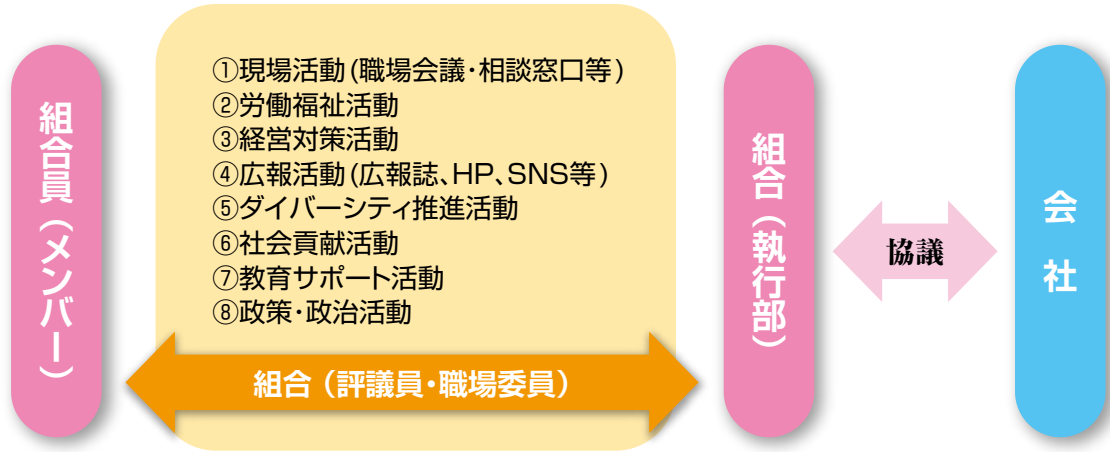 組合員（メンバー）
①現場活動（職場会議・相談窓口等）
②労働福祉活動
③経営対策活動
④広報活動（広報誌、HP、SNS等）
⑤ダイバーシティ推進活動
⑥社会貢献活動
⑦教育サポート活動
⑧政策・政治活動
組合（評議員・職場委員）
組合（執行部）
協議
会社